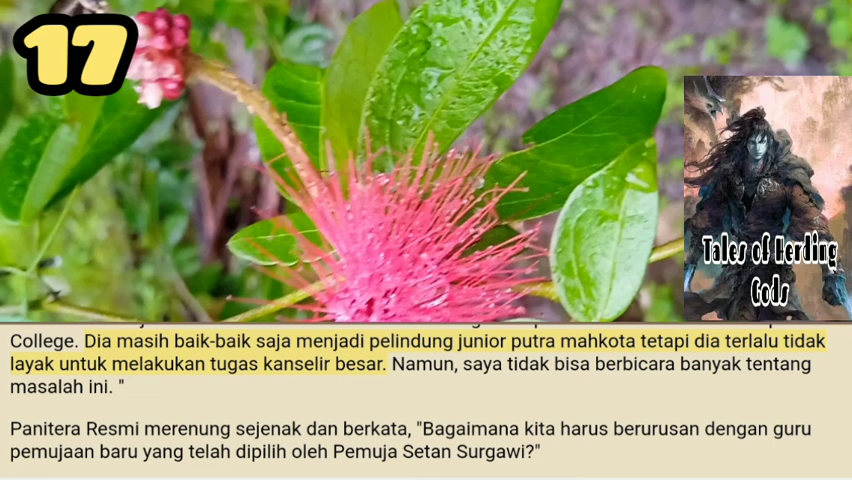 17
Tales of Herding
Gods
College. Dia masih baik-baik saja menjadi pelindung junior putra mahkota tetapi dia terlalu tidak
layak untuk melakukan tugas kanselir besar. Namun, saya tidak bisa berbicara banyak tentang
masalah ini. "
Panitera Resmi merenung sejenak dan berkata, "Bagaimana kita harus berurusan dengan guru
pemujaan baru yang telah dipilih oleh Pemuja Setan Surgawi?"